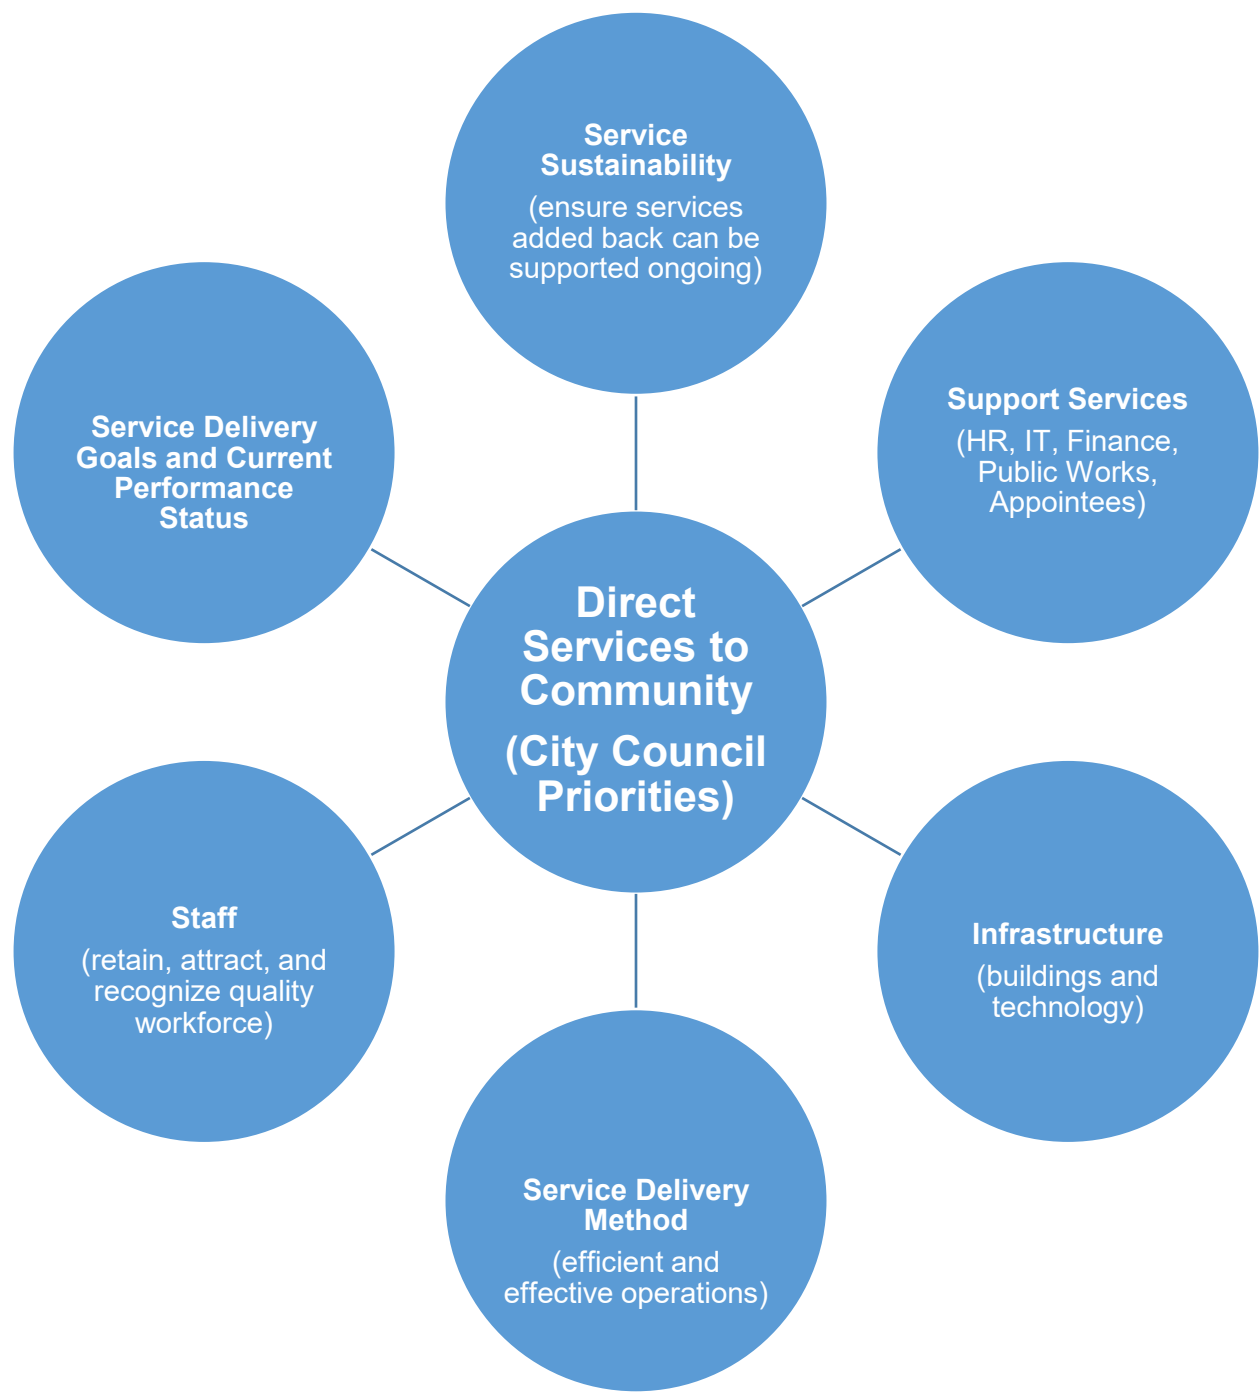 Service
Sustainability
(ensure services
added back can be
supported ongoing)
Support Services
(HR, IT, Finance,
Public Works,
Appointees)
Service Delivery
Goals and Current
Performance
Status
Direct
Services to
Community
(City Council
Priorities)
Staff
(retain, attract, and
recognize quality
workforce)
Infrastructure
(buildings and
technology)
Service Delivery
Method
(efficient and
effective operations)